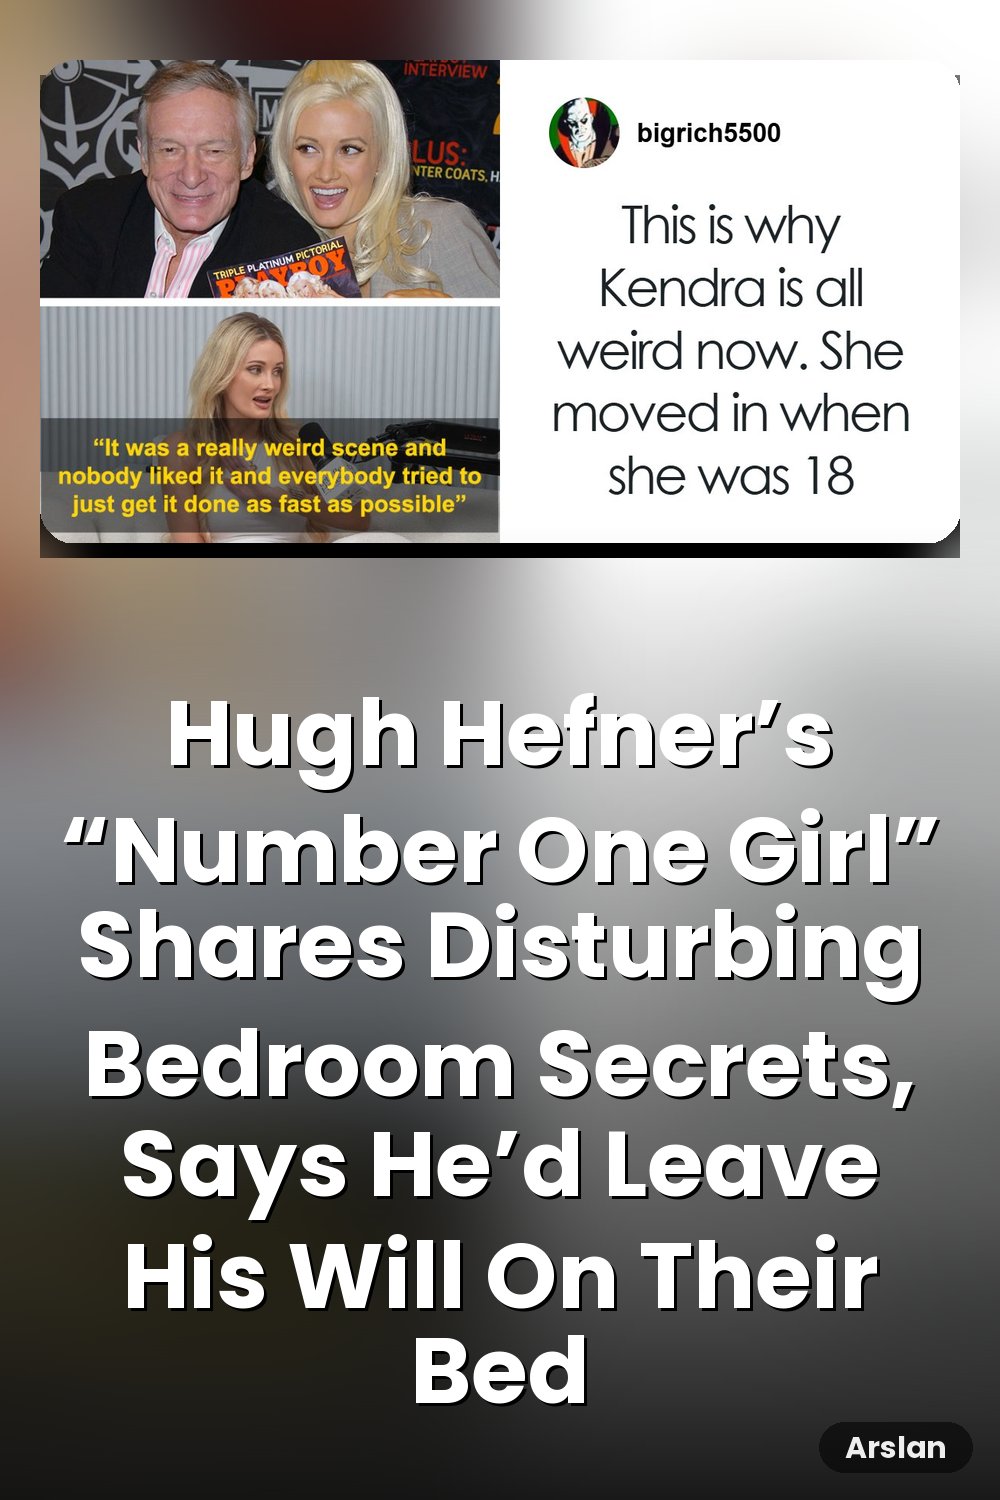 INTERVIEW
PLUS:
NTER COATS, H
TRIPLE PLATINUM PICTORIAL
PLAYBOY
bigrich5500
This is why
Kendra is all
weird now. She
moved in when
she was 18
“It was a really weird scene and
nobody liked it and everybody tried to
just get it done as fast as possible”
Hugh Hefner’s
“Number One Girl”
Shares Disturbing
Bedroom Secrets,
Says He’d Leave
His Will On Their
Bed
Arslan